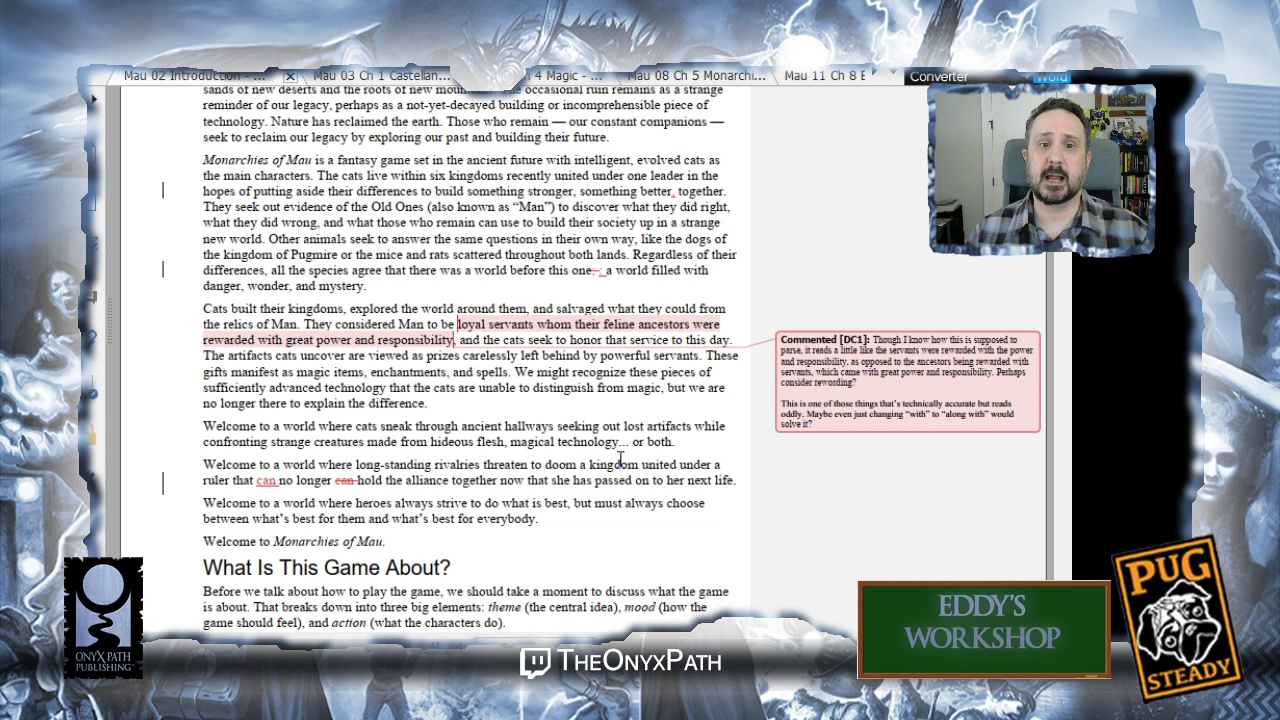 Mau 02 Introduction - ...
Mau 03 Ch 1 Castellan...
4 Magic - ...
Mau 08 Ch 5 Monarchi...
Mau 11 Ch 8 E
Converter
Word
sands of new deserts and the roots of new occasional ruin remains as a strange
reminder of our legacy, perhaps as a not-yet-decayed building or incomprehensible piece of
technology. Nature has reclaimed the earth. Those who remain — our constant companions —
seek to reclaim our legacy by exploring our past and building their future.
Monarchies of Mau is a fantasy game set in the ancient future with intelligent, evolved cats as
the main characters. The cats live within six kingdoms recently united under one leader in the
hopes of putting aside their differences to build something stronger, something better, together.
They seek out evidence of the Old Ones (also known as “Man”) to discover what they did right,
what they did wrong, and what those who remain can use to build their society up in a strange
new world. Other animals seek to answer the same questions in their own way, like the dogs of
the kingdom of Pugmire or the mice and rats scattered throughout both lands. Regardless of their
differences, all the species agree that there was a world before this one; : a world filled with
danger, wonder, and mystery.
Cats built their kingdoms, explored the world around them, and salvaged what they could from
the relics of Man. They considered Man to be loyal servants whom their feline ancestors were
rewarded with great power and responsibility, and the cats seek to honor that service to this day.
The artifacts cats uncover are viewed as prizes carelessly left behind by powerful servants. These
gifts manifest as magic items, enchantments, and spells. We might recognize these pieces of
sufficiently advanced technology that the cats are unable to distinguish from magic, but we are
no longer there to explain the difference.
Welcome to a world where cats sneak through ancient hallways seeking out lost artifacts while
confronting strange creatures made from hideous flesh, magical technology... or both.
Welcome to a world where long-standing rivalries threaten to doom a kingdom united under a
ruler that can no longer can hold the alliance together now that she has passed on to her next life.
Welcome to a world where heroes always strive to do what is best, but must always choose
between what’s best for them and what’s best for everybody.
Welcome to Monarchies of Mau.
What Is This Game About?
Before we talk about how to play the game, we should take a moment to discuss what the game
is about. That breaks down into three big elements: theme (the central idea), mood (how the
game should feel), and action (what the characters do).
Commented [DC1]: Though I know how this is supposed to
parse, it reads a little like the servants were rewarded with the power
and responsibility, as opposed to the ancestors being rewarded with
servants, which came with great power and responsibility. Perhaps
consider rewording?
This is one of those things that’s technically accurate but reads
oddly. Maybe even just changing “with” to “along with” would
solve it?
ONYX PATH
PUBLISHING™
THEONYXPATH
EDDY'S
WORKSHOP
PUG
STEADY